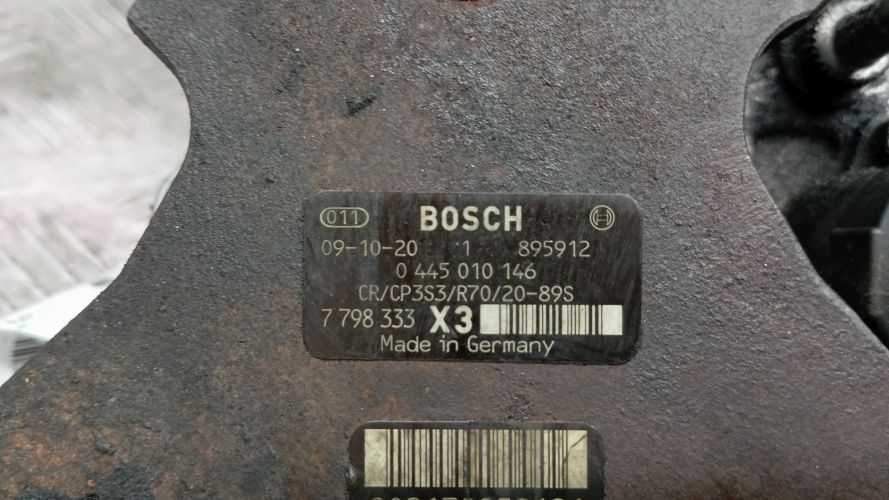 011 BOSCH
09-10-20 1 895912
0 445 010 146
CR/CP3S3/R70/20-89S
7 798 333 X3
Made in Germany